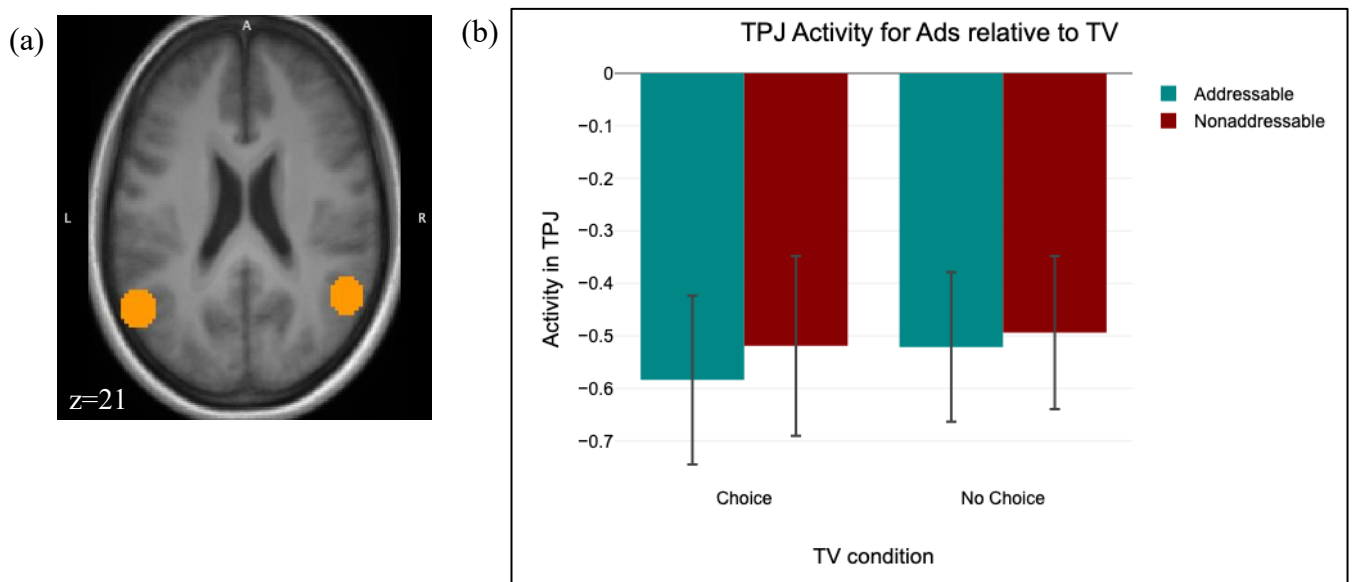 (a)
A
L
R
z=21
(b)
TPJ Activity for Ads relative to TV
Activity in TPJ
0
−0.1
−0.2
−0.3
−0.4
−0.5
−0.6
−0.7
Choice
No Choice
TV condition
Addressable
Nonaddressable